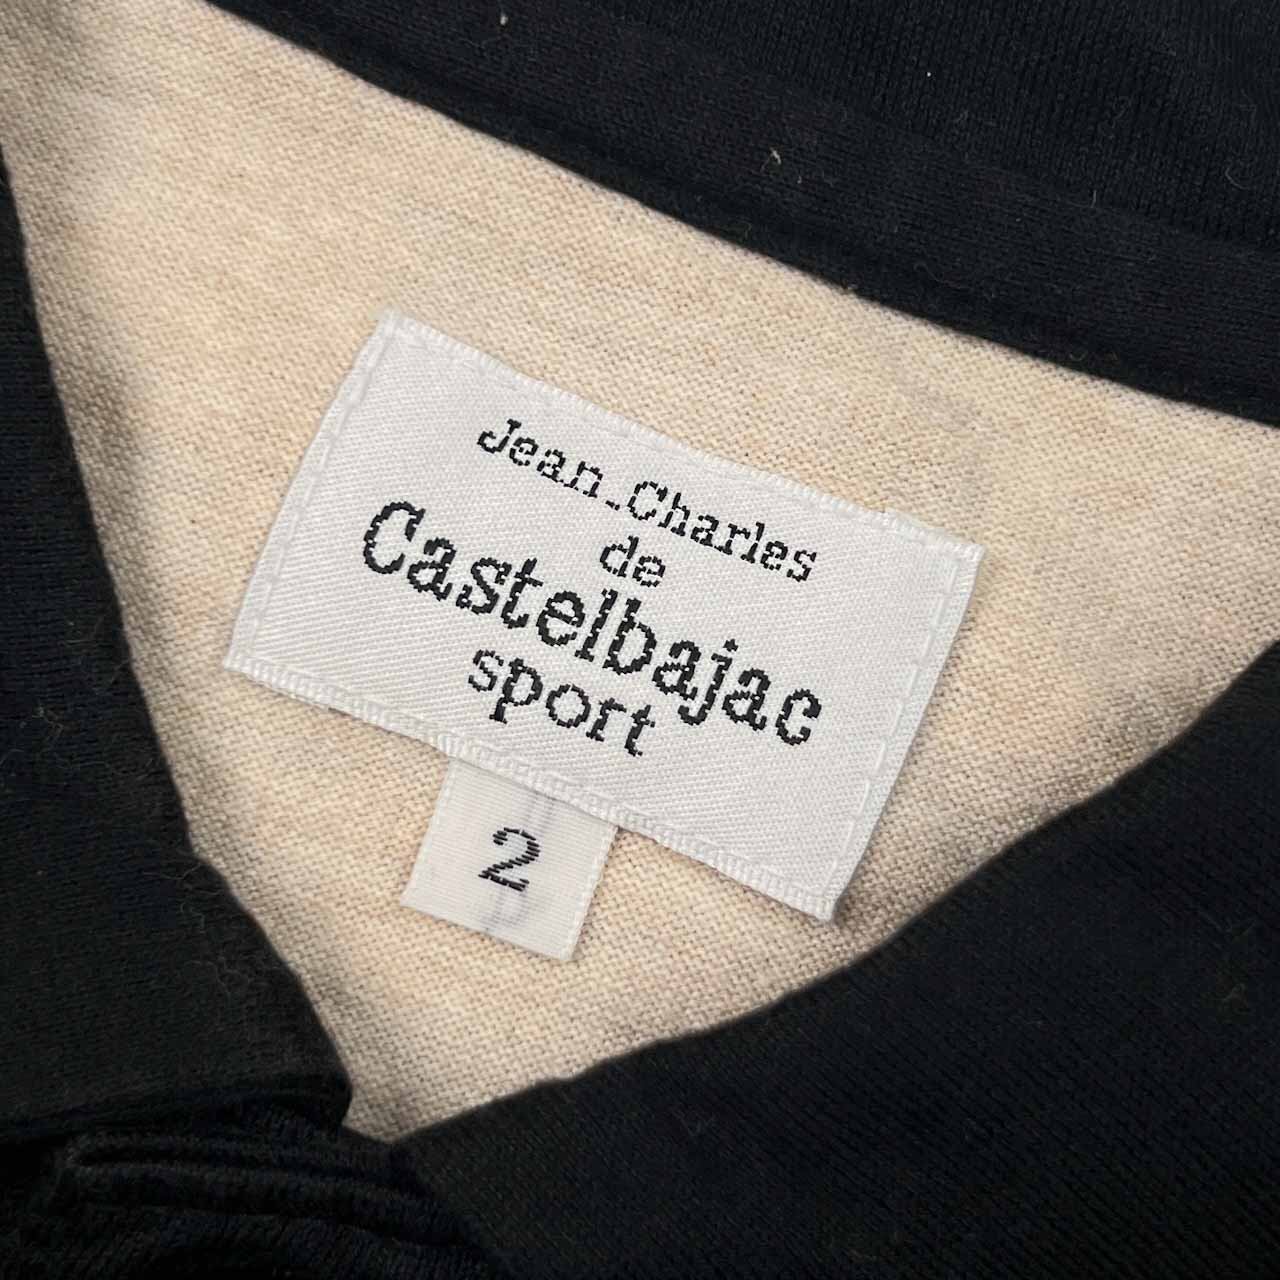 Jean_Charles
de
Castelbajac
sport
2